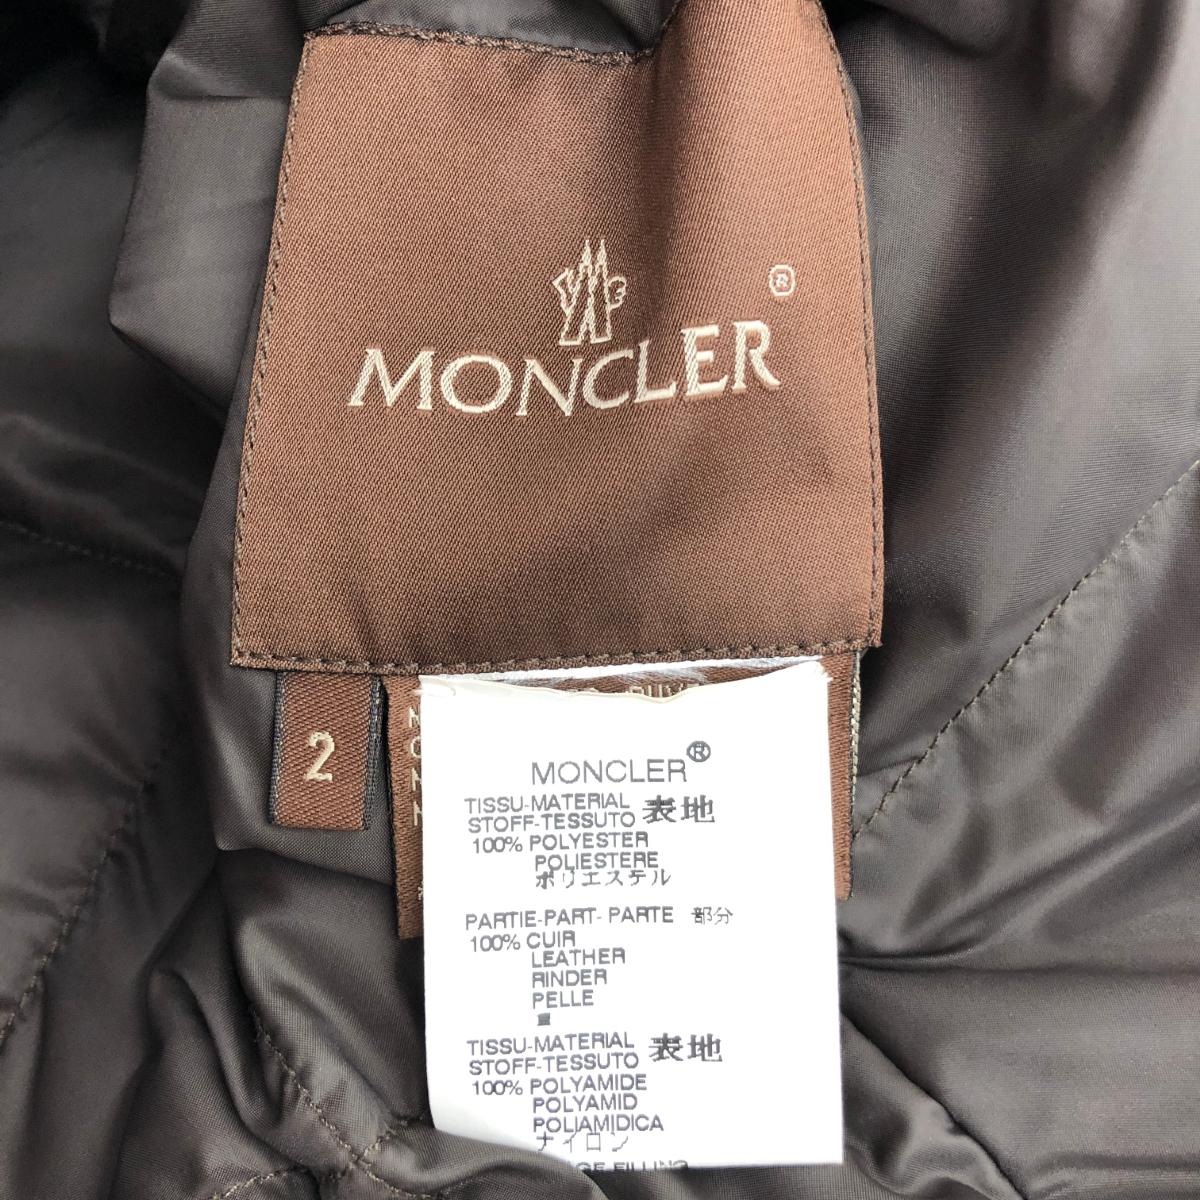 MONCLER ®
2
MONCLER®
TISSU-MATERIAL 表地
STOFF-TESSUTO
100% POLYESTER
POLIESTERE
ポリエステル
PARTIE-PART- PARTE 部分
100% CUIR
LEATHER
RINDER
PELLE
TISSU-MATERIAL 表地
STOFF-TESSUTO
100% POLYAMIDE
POLYAMID
POLIAMIDICA
ナイロン
FILLING